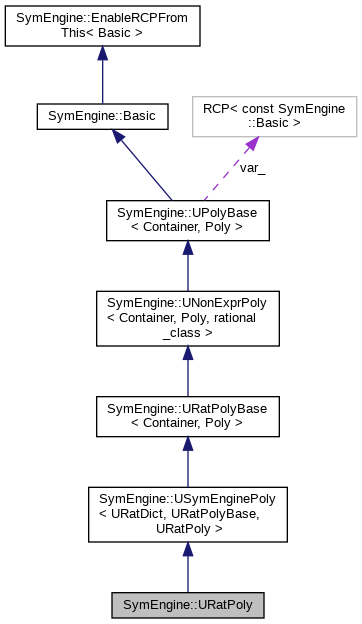 SymEngine::EnableRCPFrom
This< Basic >
SymEngine::Basic
RCP< const SymEngine
::Basic >
var_
SymEngine::UPolyBase
< Container, Poly >
SymEngine::UNonExprPoly
< Container, Poly, rational
_class >
SymEngine::URatPolyBase
< Container, Poly >
SymEngine::USymEnginePoly
< URatDict, URatPolyBase,
URatPoly >
SymEngine::URatPoly